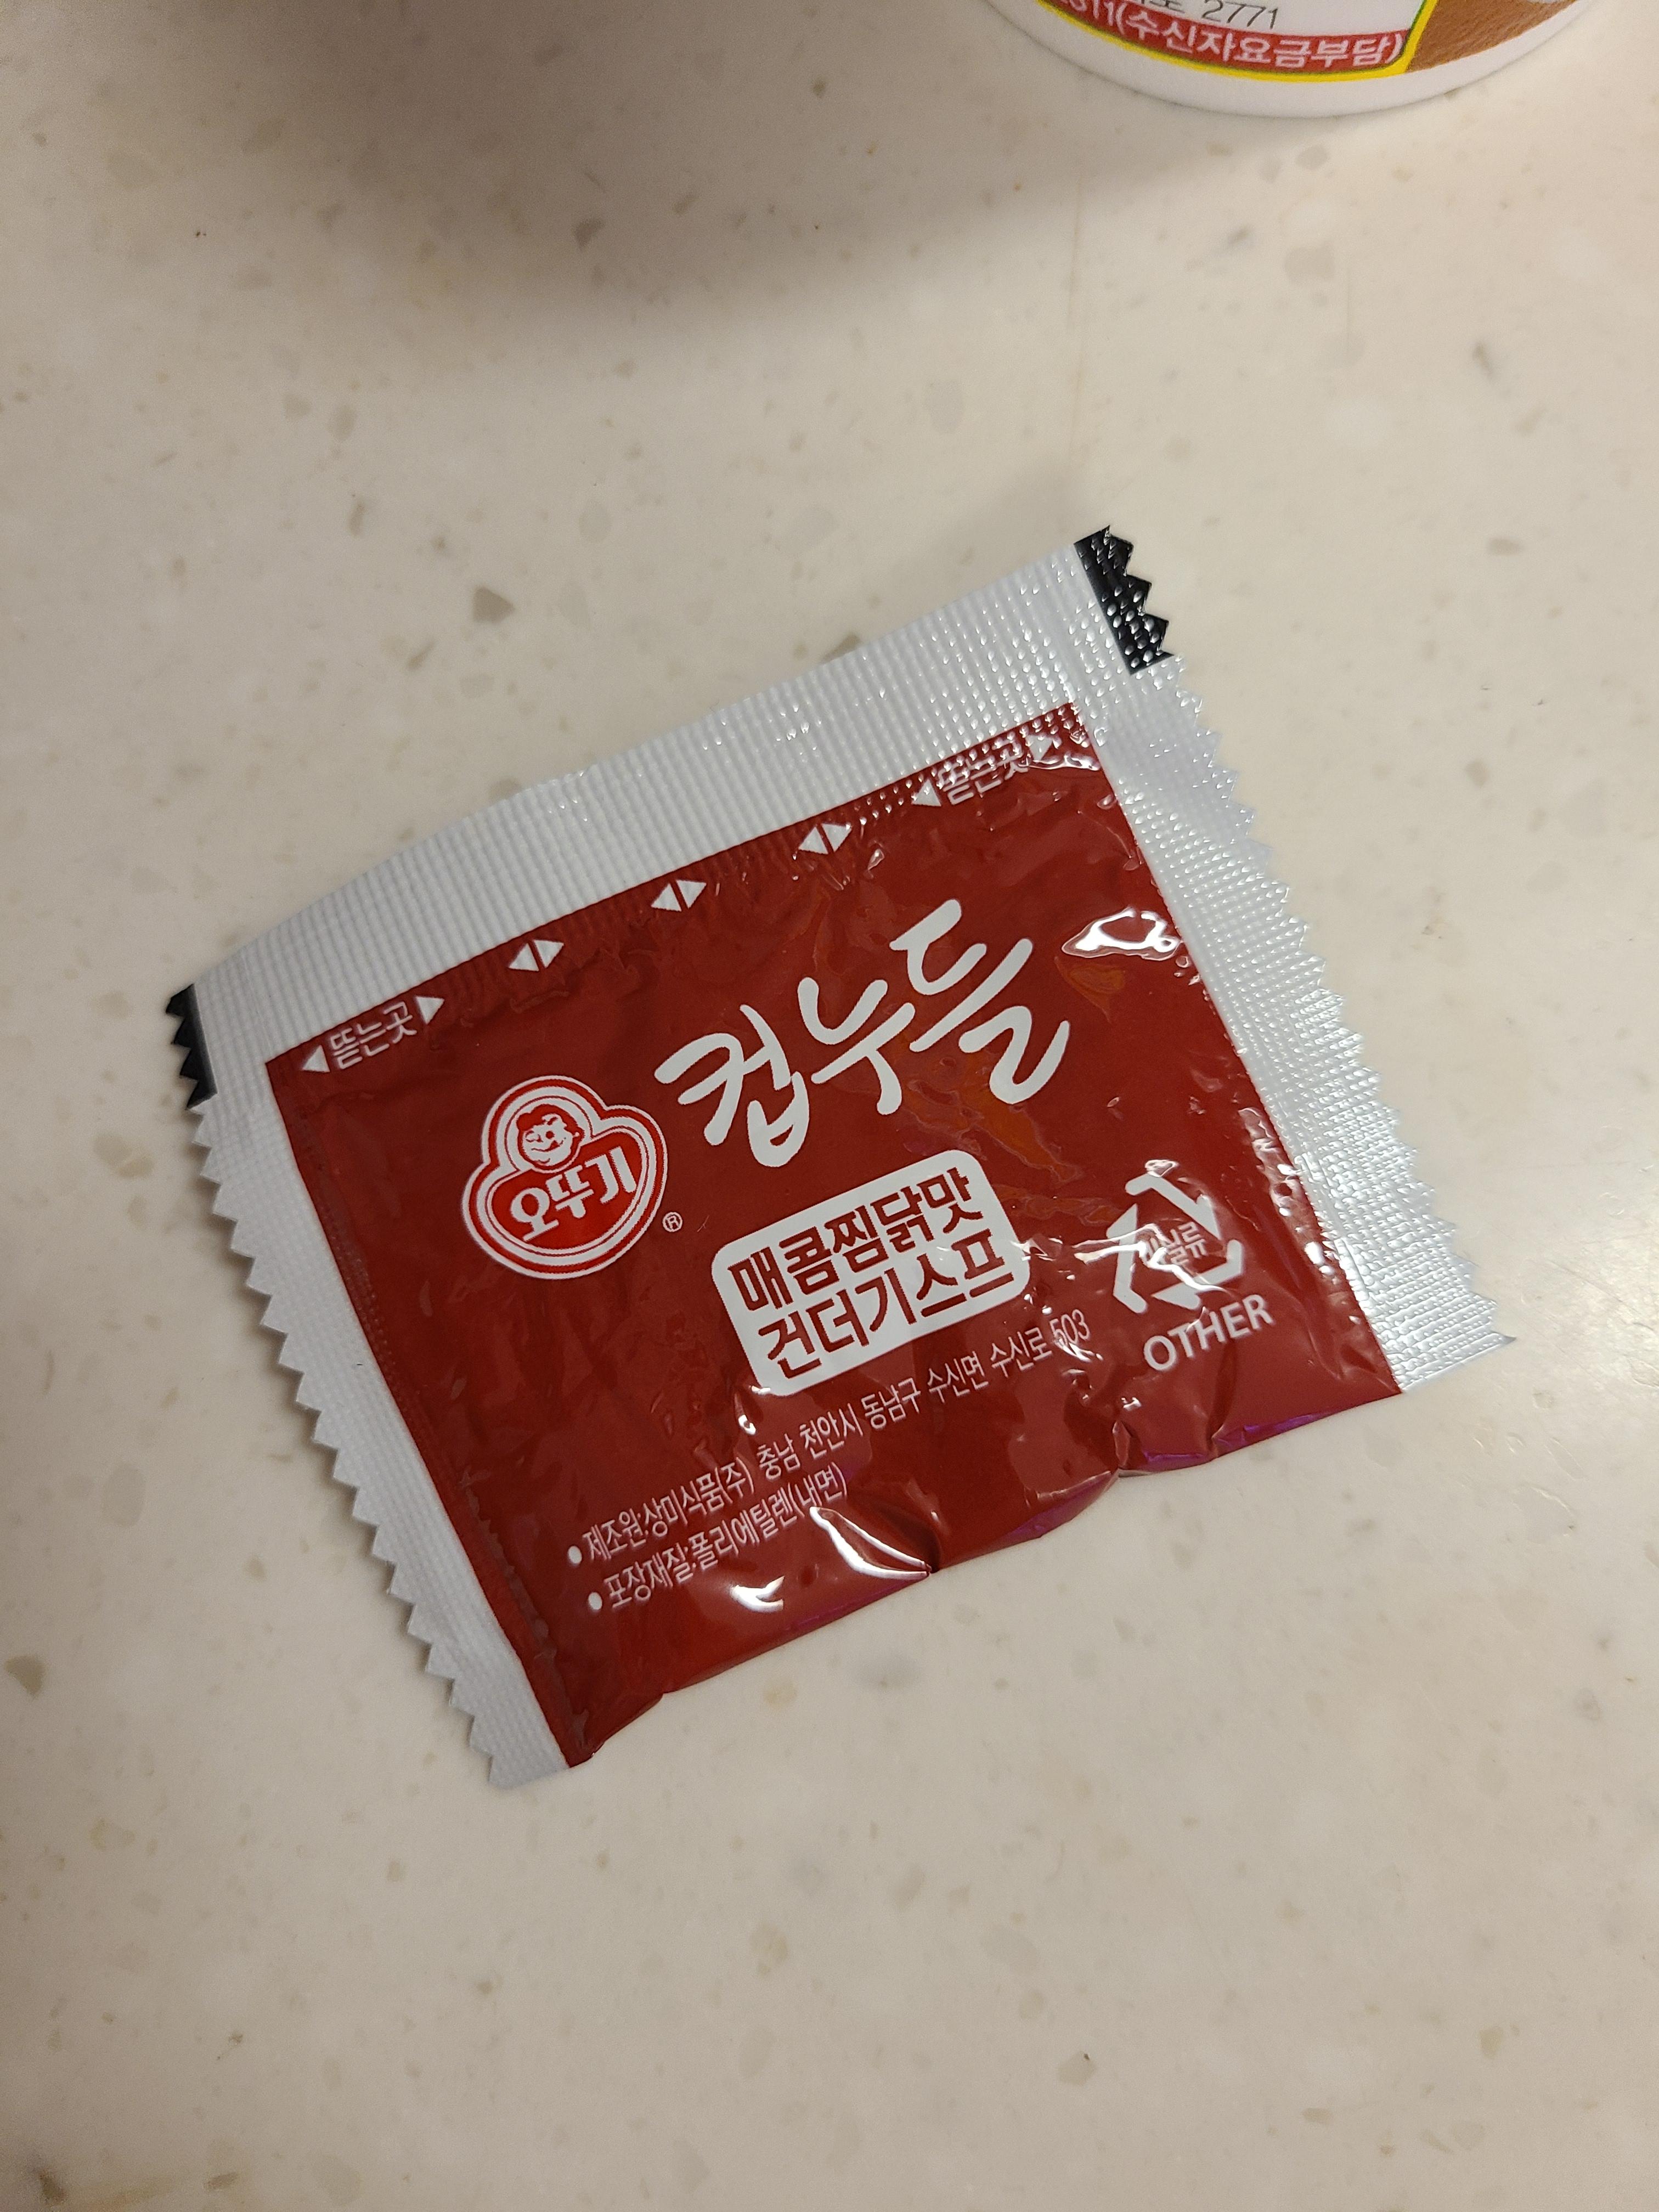 2771
(수신자요금부담)
뜯는곳
뜯는곳
컵누들
오뚜기
®
매콤찜닭맛
건더기스프
비닐류
OTHER
● 제조원:상미식품(주) 충남 천안시 동남구 수신면 수신로 503
● 포장재질:폴리에틸렌(내면)